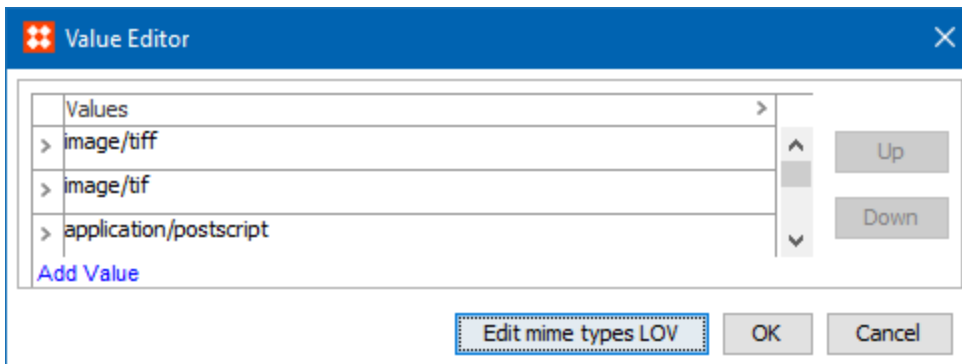 Value Editor
Values
image/tiff
image/tif
application/postscript
Add Value
Up
Down
Edit mime types LOV
OK
Cancel